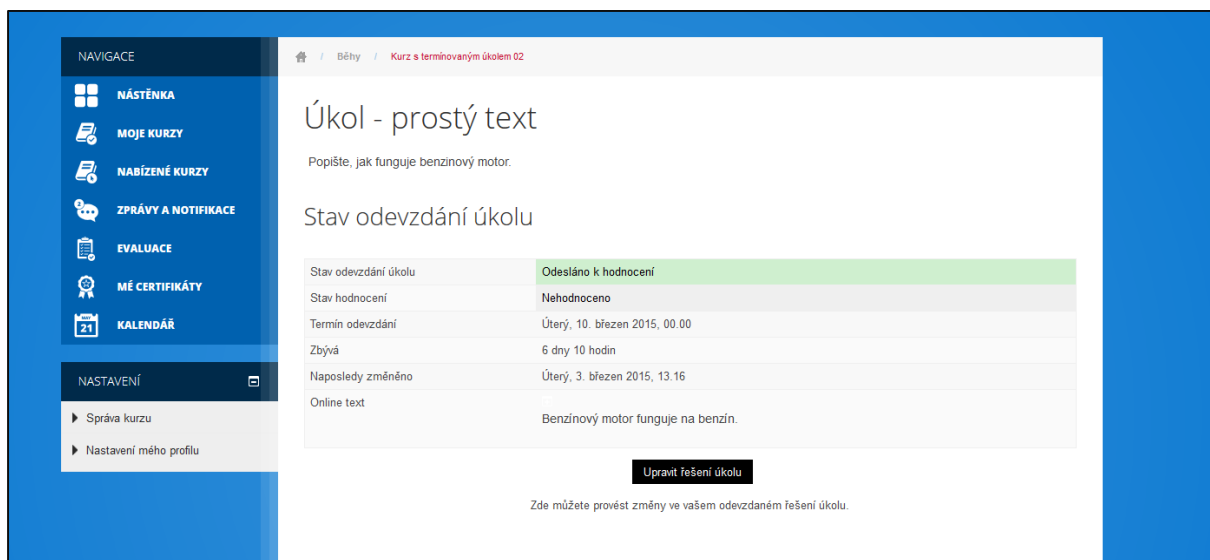 NAVIGACE
NÁSTĚNKA
MOJE KURZY
NABÍZENÉ KURZY
2
ZPRÁVY A NOTIFIKACE
EVALUACE
MÉ CERTIFIKÁTY
21
KALENDÁŘ
NASTAVENÍ
Správa kurzu
Nastavení mého profilu
/ Běhy / Kurz s termínovaným úkolem 02
Úkol - prostý text
Popište, jak funguje benzinový motor.
Stav odevzdání úkolu
Stav odevzdání úkolu Odesláno k hodnocení
Stav hodnocení Nehodnoceno
Termín odevzdání Úterý, 10. březen 2015, 00.00
Zbývá 6 dny 10 hodin
Naposledy změněno Úterý, 3. březen 2015, 13.16
Online text
Benzínový motor funguje na benzín.
Upravit řešení úkolu
Zde můžete provést změny ve vašem odevzdaném řešení úkolu.